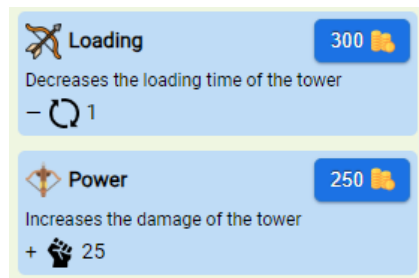 Loading
300
Decreases the loading time of the tower
– 1
Power
250
Increases the damage of the tower
+ 25